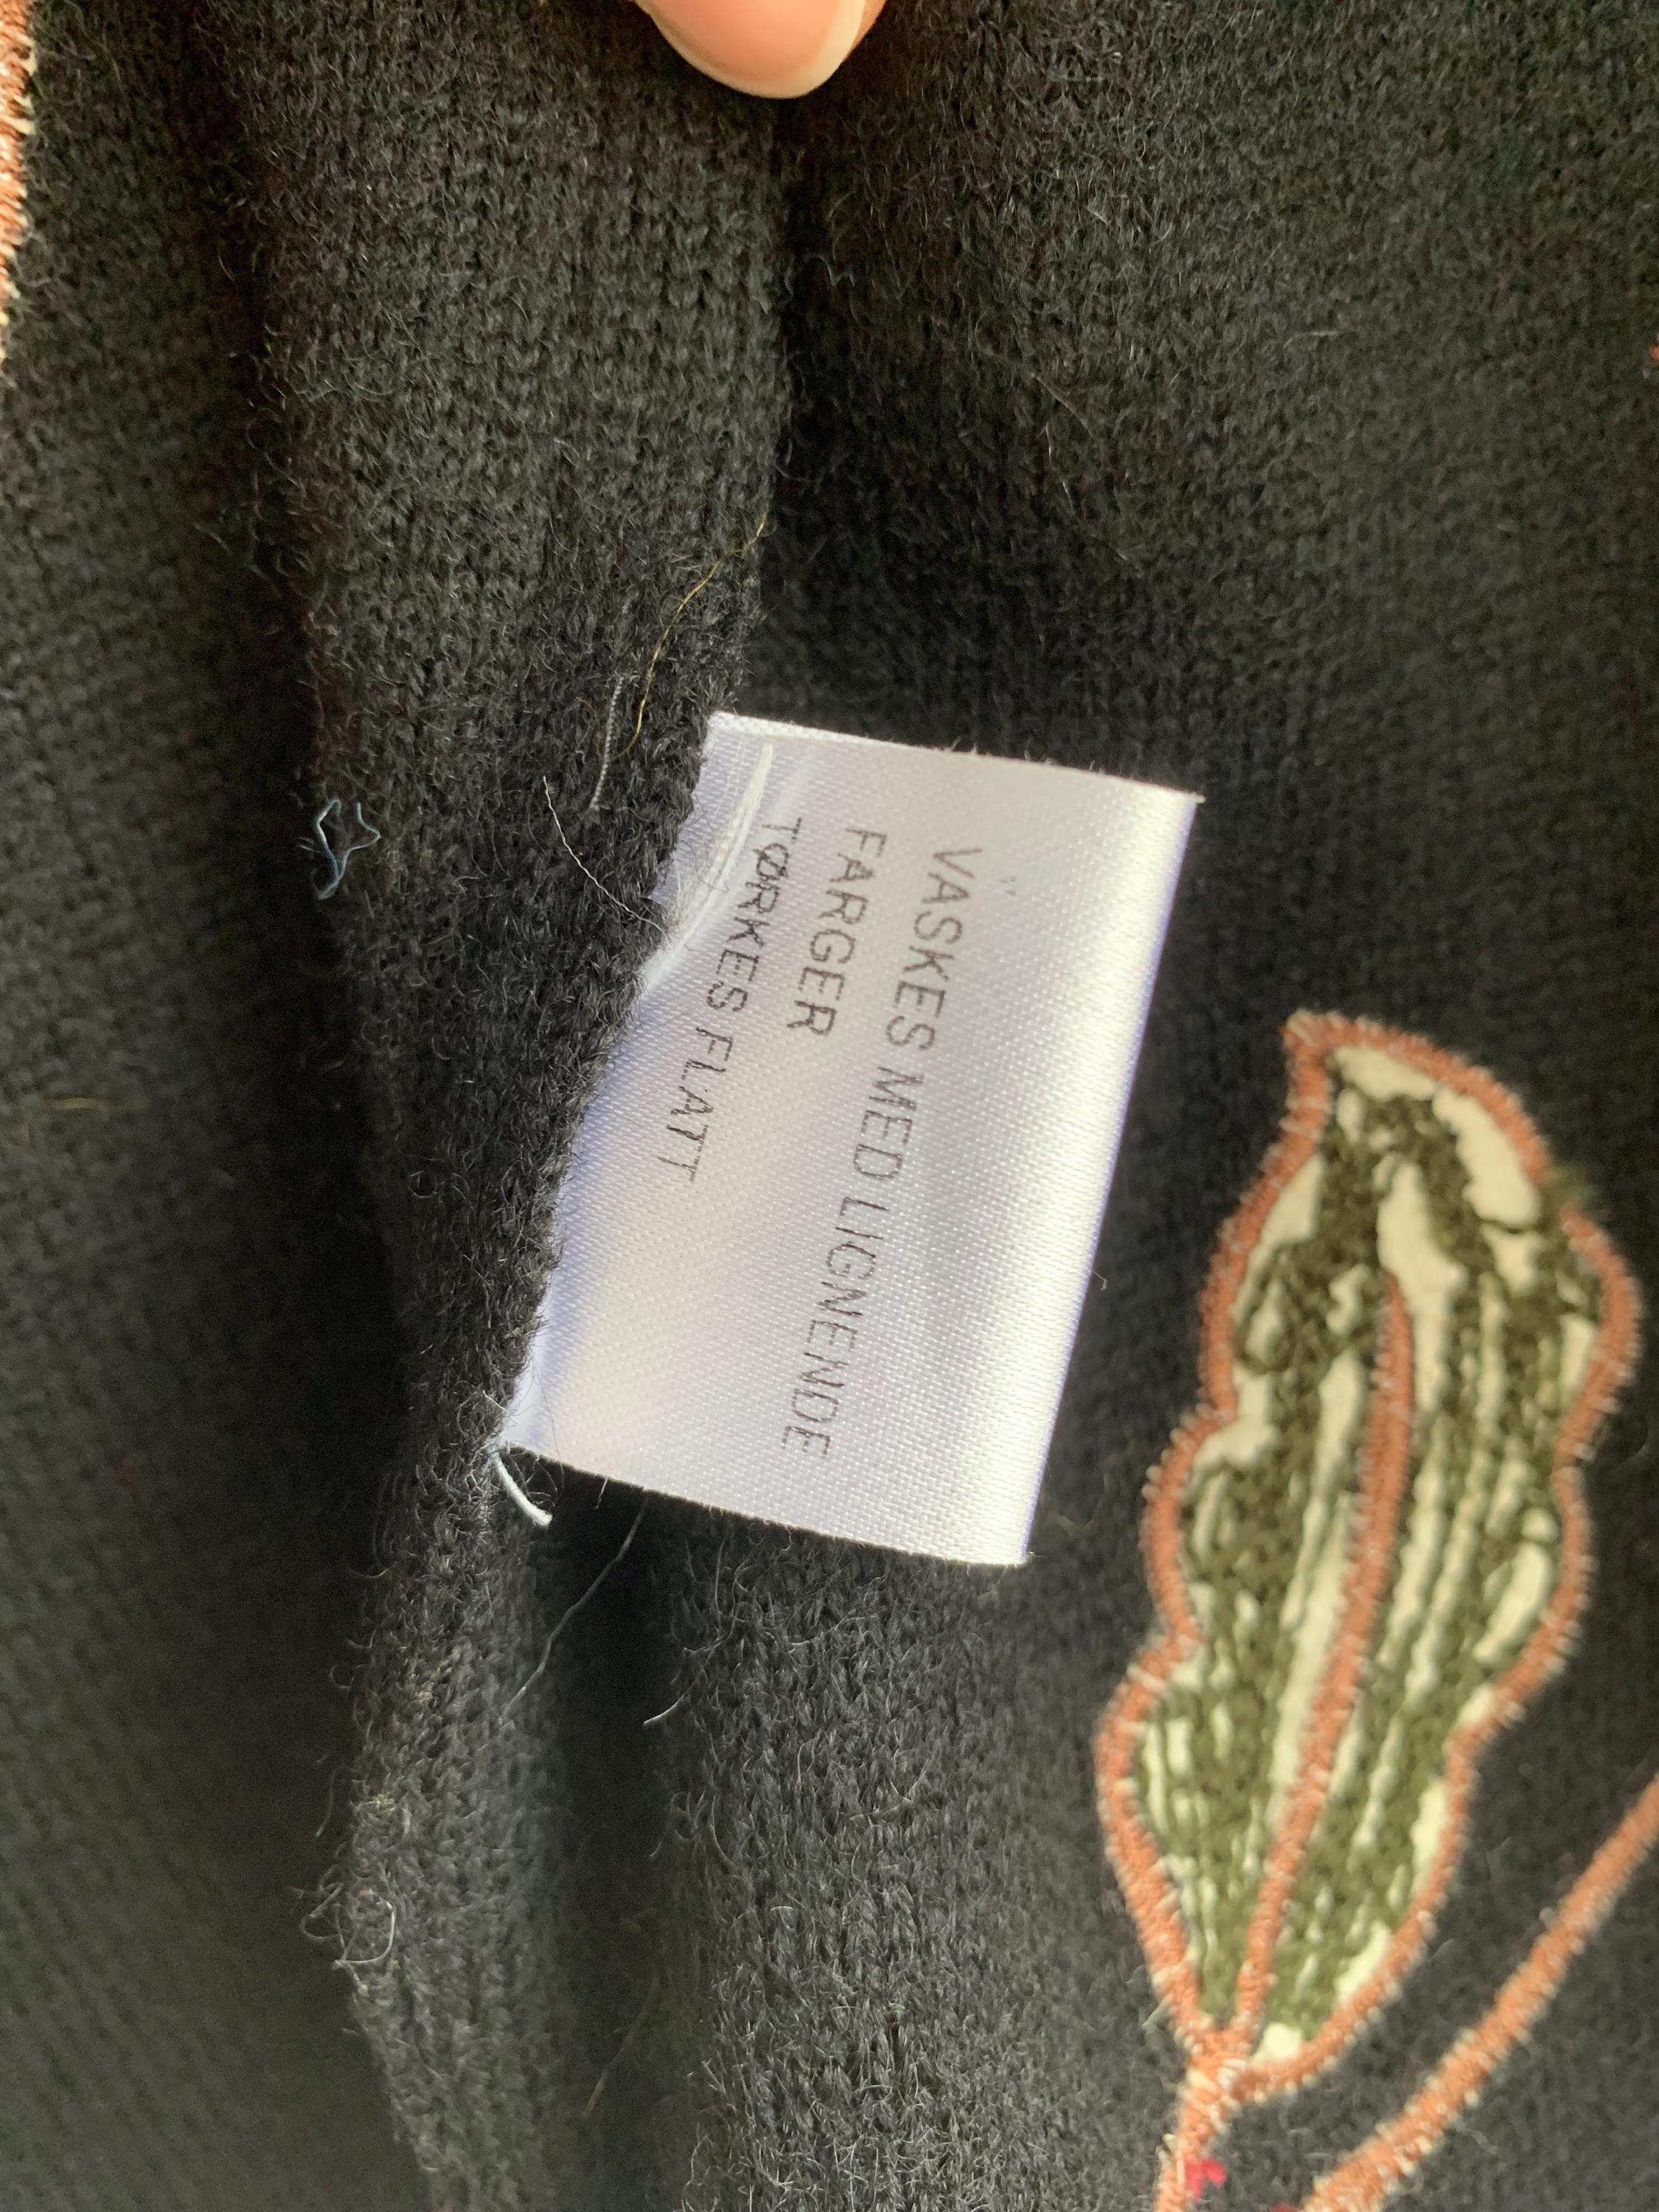 VASKES MED LIGNENDE
FARGER
TØRKES FLATT